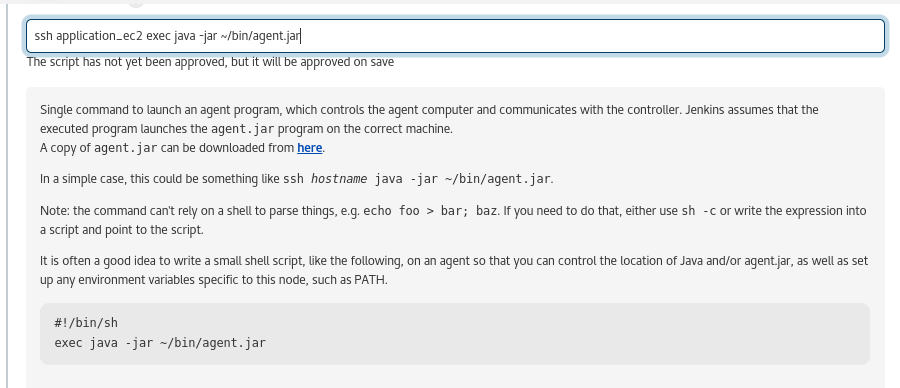 ssh application_ec2 exec java -jar ~/bin/agent.jar
The script has not yet been approved, but it will be approved on save
Single command to launch an agent program, which controls the agent computer and communicates with the controller. Jenkins assumes that the
executed program launches the agent.jar program on the correct machine.
A copy of agent.jar can be downloaded from here.
In a simple case, this could be something like ssh hostname java -jar ~/bin/agent.jar.
Note: the command can't rely on a shell to parse things, e.g. echo foo > bar; baz. If you need to do that, either use sh -c or write the expression into
a script and point to the script.
It is often a good idea to write a small shell script, like the following, on an agent so that you can control the location of Java and/or agent.jar, as well as set
up any environment variables specific to this node, such as PATH.
#!/bin/sh
exec java -jar ~/bin/agent.jar